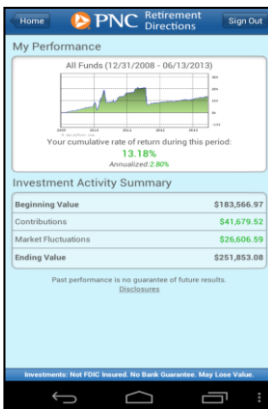 Home
PNC
Retirement
Directions
Sign Out
My Performance
All Funds (12/31/2008 - 06/13/2013)
Your cumulative rate of return during this period:
13.18%
Annualized:2.80%
Investment Activity Summary
Beginning Value $183,566.97
Contributions $41,679.52
Market Fluctuations $26,606.59
Ending Value $251,853.08
Past performance is no guarantee of future results.
Disclosures
Investments: Not FDIC Insured. No Bank Guarantee. May Lose Value.